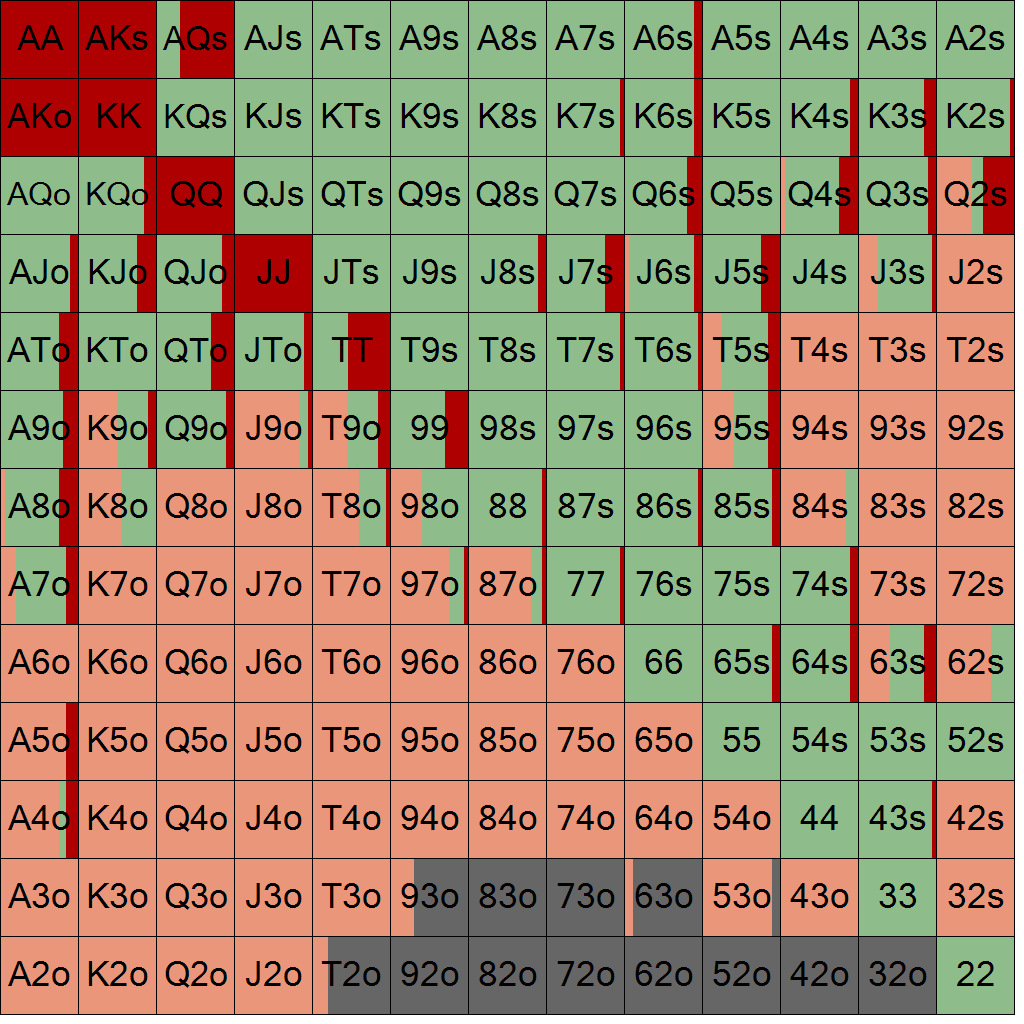 AA AKs AQs AJs ATs A9s A8s A7s A6s A5s A4s A3s A2s
AKo KK KQs KJs KTs K9s K8s K7s K6s K5s K4s K3s K2s
AQo KQo QQ QJs QTs Q9s Q8s Q7s Q6s Q5s Q4s Q3s Q2s
AJo KJo QJo JJ JTs J9s J8s J7s J6s J5s J4s J3s J2s
ATo KTo QTo JTo TT T9s T8s T7s T6s T5s T4s T3s T2s
A9o K9o Q9o J9o T9o 99 98s 97s 96s 95s 94s 93s 92s
A8o K8o Q8o J8o T8o 98o 88 87s 86s 85s 84s 83s 82s
A7o K7o Q7o J7o T7o 97o 87o 77 76s 75s 74s 73s 72s
A6o K6o Q6o J6o T6o 96o 86o 76o 66 65s 64s 63s 62s
A5o K5o Q5o J5o T5o 95o 85o 75o 65o 55 54s 53s 52s
A4o K4o Q4o J4o T4o 94o 84o 74o 64o 54o 44 43s 42s
A3o K3o Q3o J3o T3o 93o 83o 73o 63o 53o 43o 33 32s
A2o K2o Q2o J2o T2o 92o 82o 72o 62o 52o 42o 32o 22